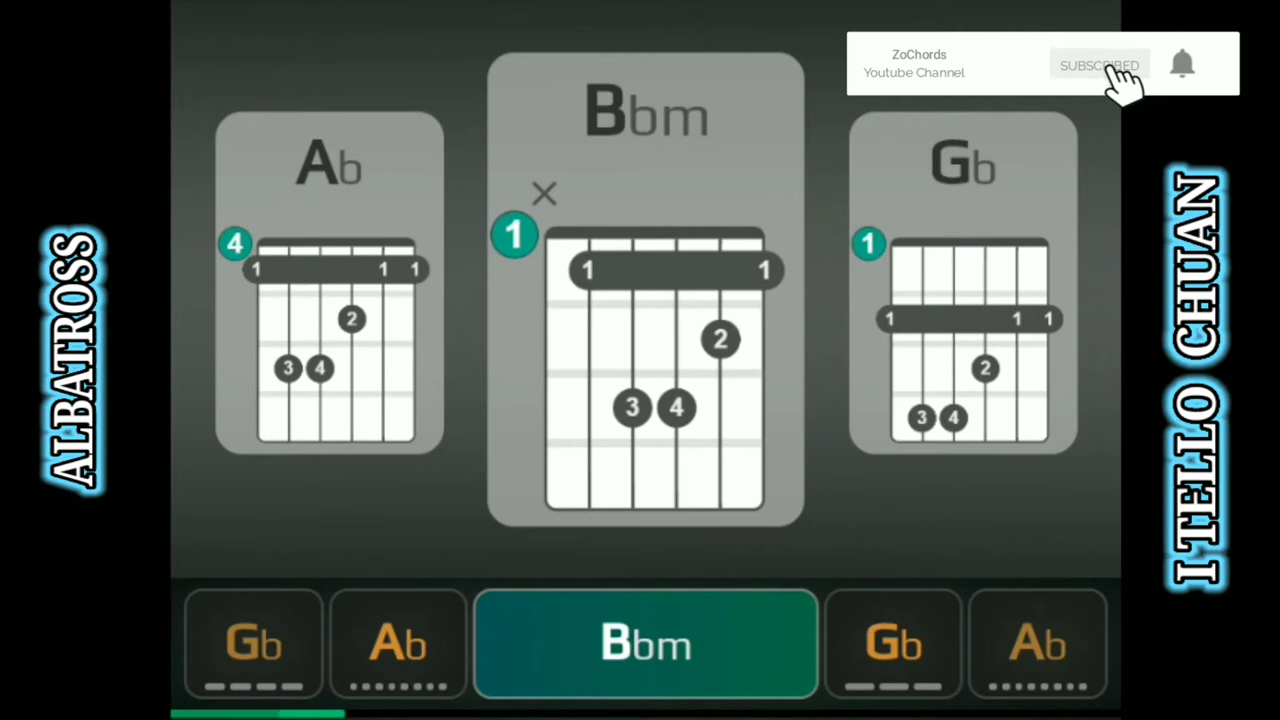 ZoChords
Youtube Channel
SUBSCRIBED
ALBATROSS
I TELLO CHUAN
Ab
4
1 1 1
2
3 4
Bbm
×
1
1 1
2
3 4
Gb
1
1 1 1
2
3 4
Gb
Ab
Bbm
Gb
Ab